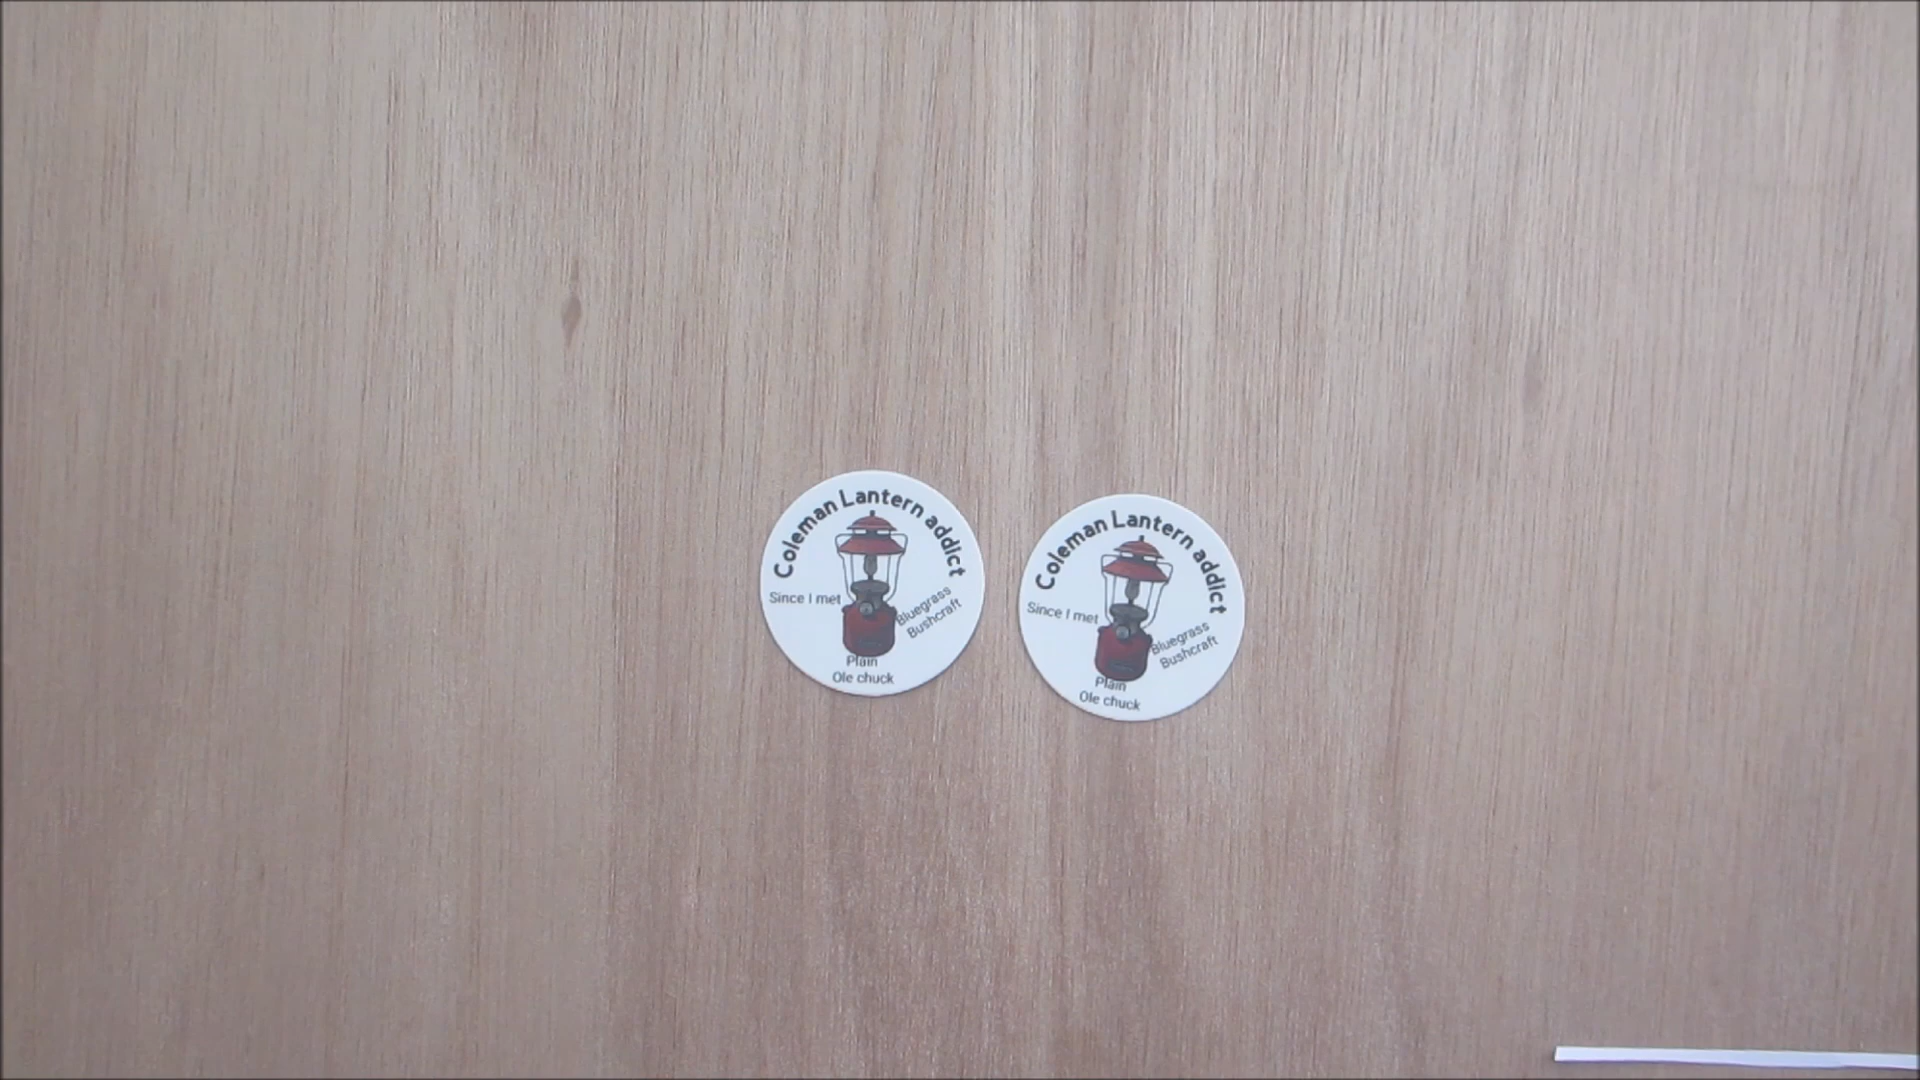 Coleman Lantern addict
Since I met
Bluegrass
Bushcraft
Plain
Ole chuck
Coleman Lantern addict
Since I met
Bluegrass
Bushcraft
Plain
Ole chuck